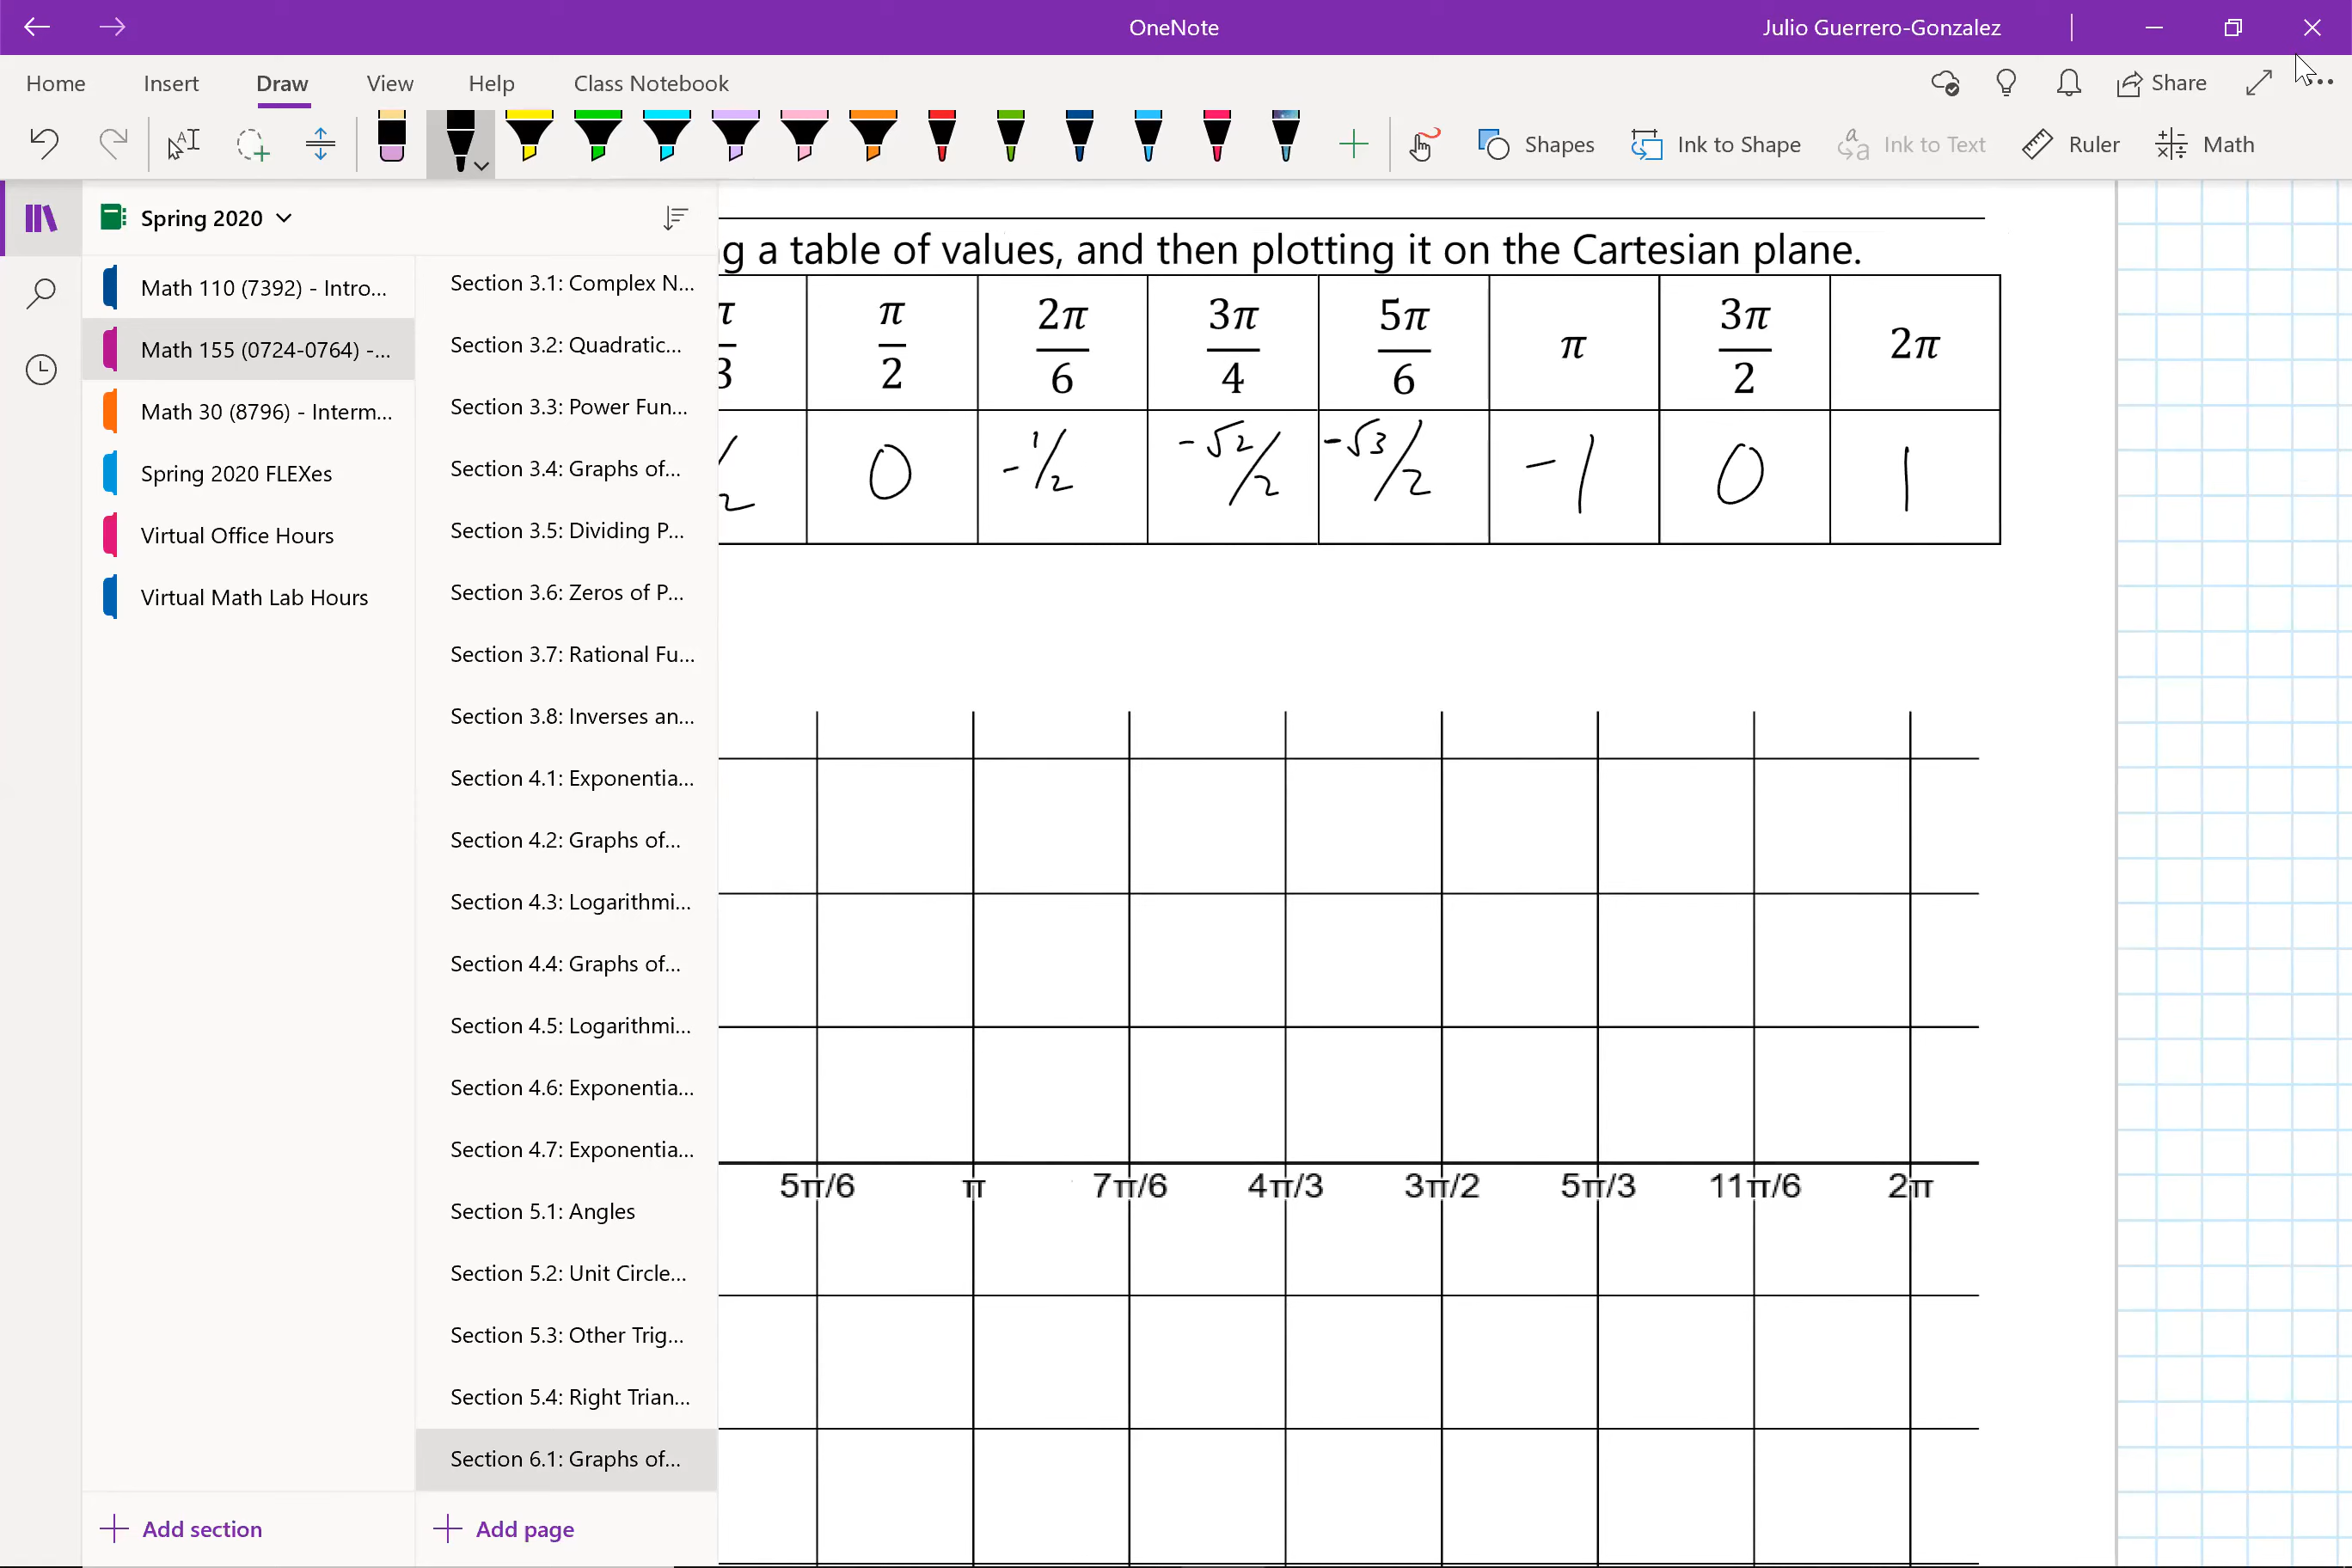 OneNote
Julio Guerrero-Gonzalez
Home Insert Draw View Help Class Notebook
Share
Shapes Ink to Shape Ink to Text Ruler Math
Spring 2020
Math 110 (7392) - Intro...
Math 155 (0724-0764) -...
Math 30 (8796) - Interm...
Spring 2020 FLEXes
Virtual Office Hours
Virtual Math Lab Hours
Add section
Section 3.1: Complex N...
Section 3.2: Quadratic...
Section 3.3: Power Fun...
Section 3.4: Graphs of...
Section 3.5: Dividing P...
Section 3.6: Zeros of P...
Section 3.7: Rational Fu...
Section 3.8: Inverses an...
Section 4.1: Exponentia...
Section 4.2: Graphs of...
Section 4.3: Logarithmi...
Section 4.4: Graphs of...
Section 4.5: Logarithmi...
Section 4.6: Exponentia...
Section 4.7: Exponentia...
Section 5.1: Angles
Section 5.2: Unit Circle...
Section 5.3: Other Trig...
Section 5.4: Right Trian...
Section 6.1: Graphs of...
Add page
g a table of values, and then plotting it on the Cartesian plane.
π/2 2π/6 3π/4 5π/6 π 3π/2 2π
0 -1/2 -√2/2 -√3/2 -1 0 1
5π/6 π 7π/6 4π/3 3π/2 5π/3 11π/6 2π